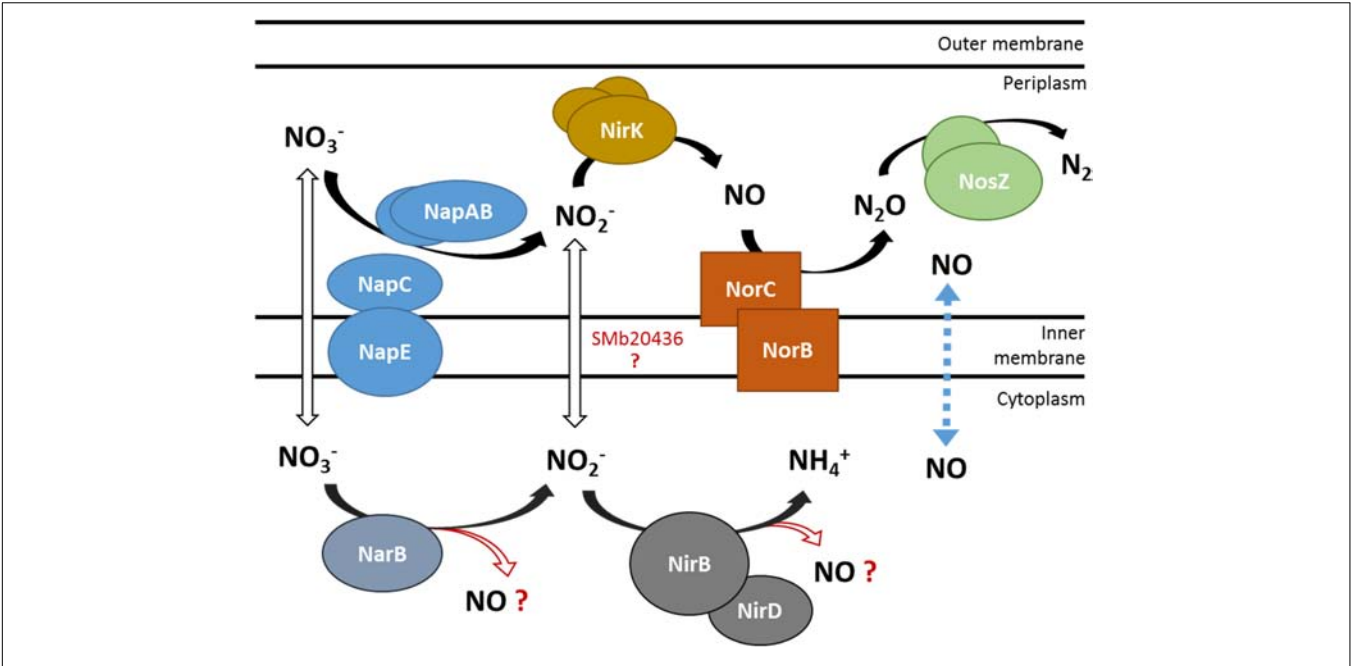 Outer membrane
Periplasm
NirK
NO₃⁻
N₂
NosZ
NapAB
NO₂⁻
NO
N₂O
NO
NapC
NorC
SMb20436
?
Inner
membrane
NapE
NorB
Cytoplasm
NO₃⁻
NO₂⁻
NH₄⁺
NO
NarB
NirB
NO ?
NO ?
NirD